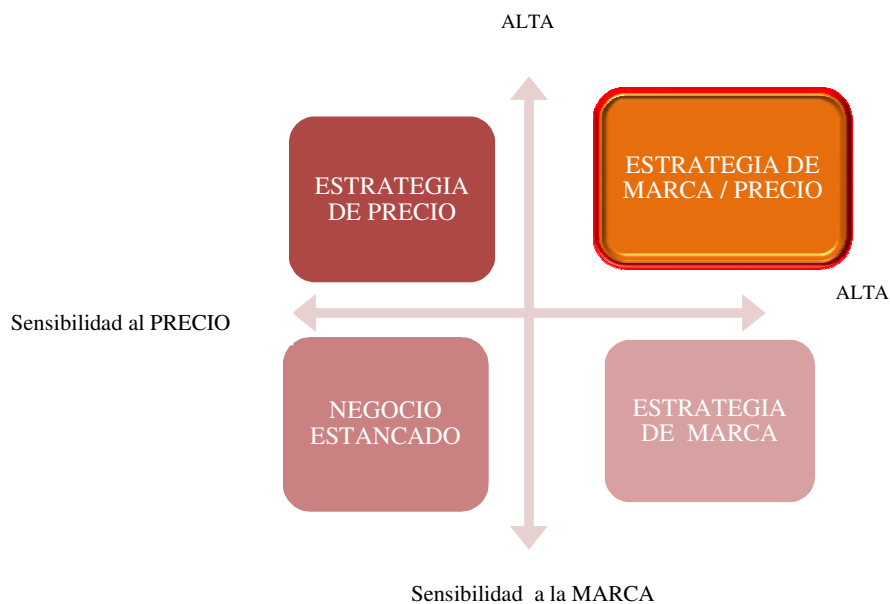 ALTA
ESTRATEGIA
DE PRECIO
ESTRATEGIA DE
MARCA / PRECIO
ALTA
Sensibilidad al PRECIO
NEGOCIO
ESTANCADO
ESTRATEGIA
DE MARCA
Sensibilidad a la MARCA